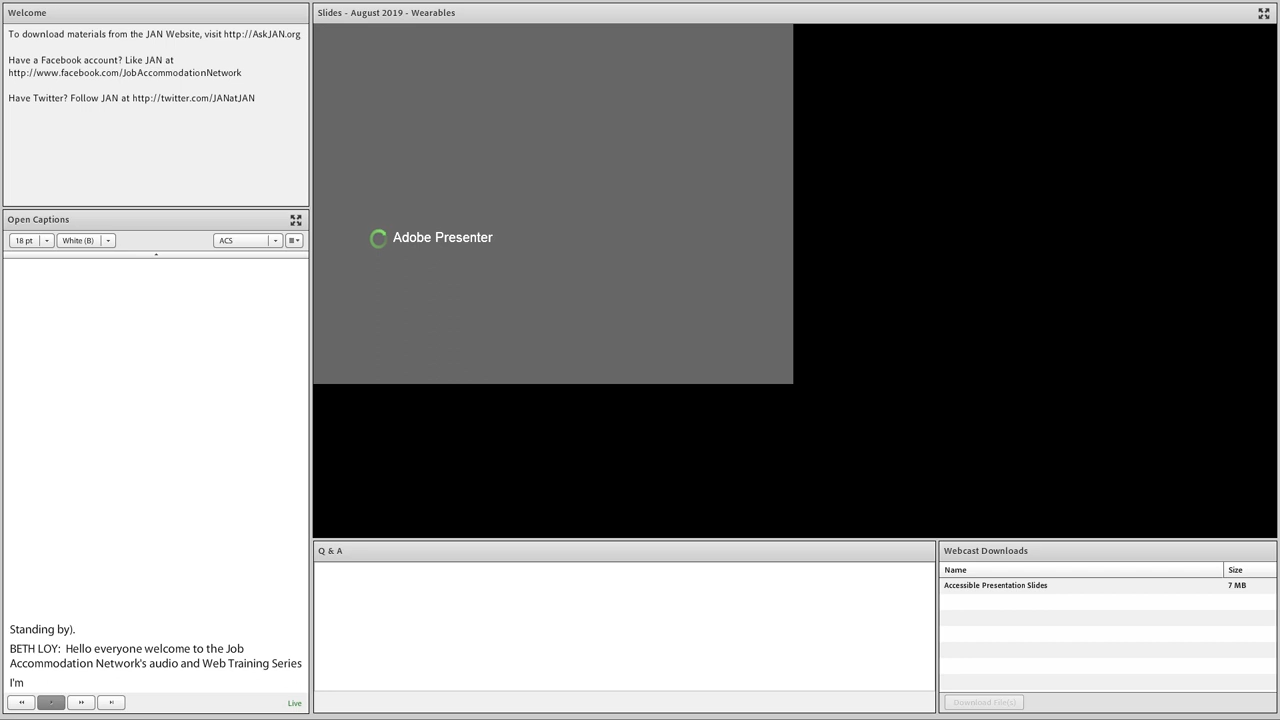 Welcome
To download materials from the JAN Website, visit http://AskJAN.org
Have a Facebook account? Like JAN at
http://www.facebook.com/JobAccommodationNetwork
Have Twitter? Follow JAN at http://twitter.com/JANatJAN
Open Captions
18 pt White (B) ACS
Standing by).
BETH LOY: Hello everyone welcome to the Job
Accommodation Network's audio and Web Training Series
I'm
Live
Slides - August 2019 - Wearables
Adobe Presenter
Q & A
Webcast Downloads
Name Size
Accessible Presentation Slides 7 MB
Download File(s)